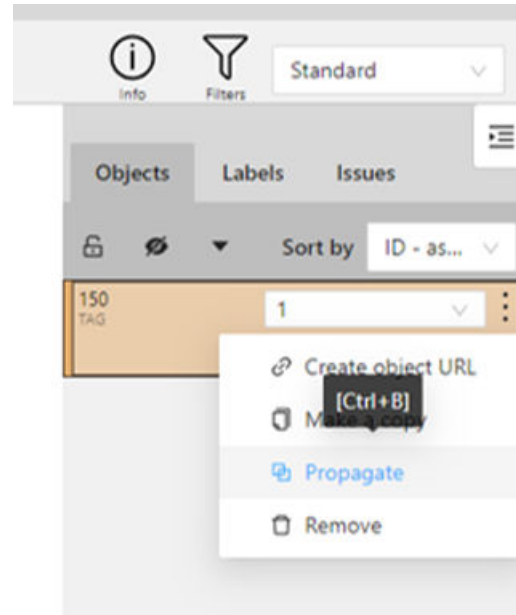 Info
Filters
Standard
Objects Labels Issues
Sort by ID - as...
150
TAG
1
Create object URL
[Ctrl+B]
Make a copy
Propagate
Remove